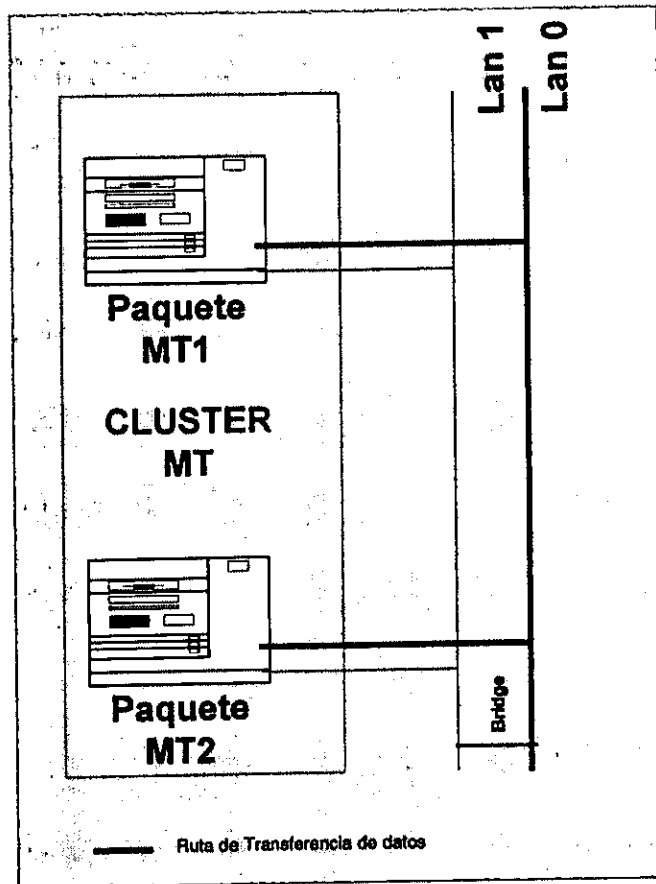 Lan 1
Lan 0
Paquete
MT1
CLUSTER
MT
Paquete
MT2
Bridge
Ruta de Transferencia de datos